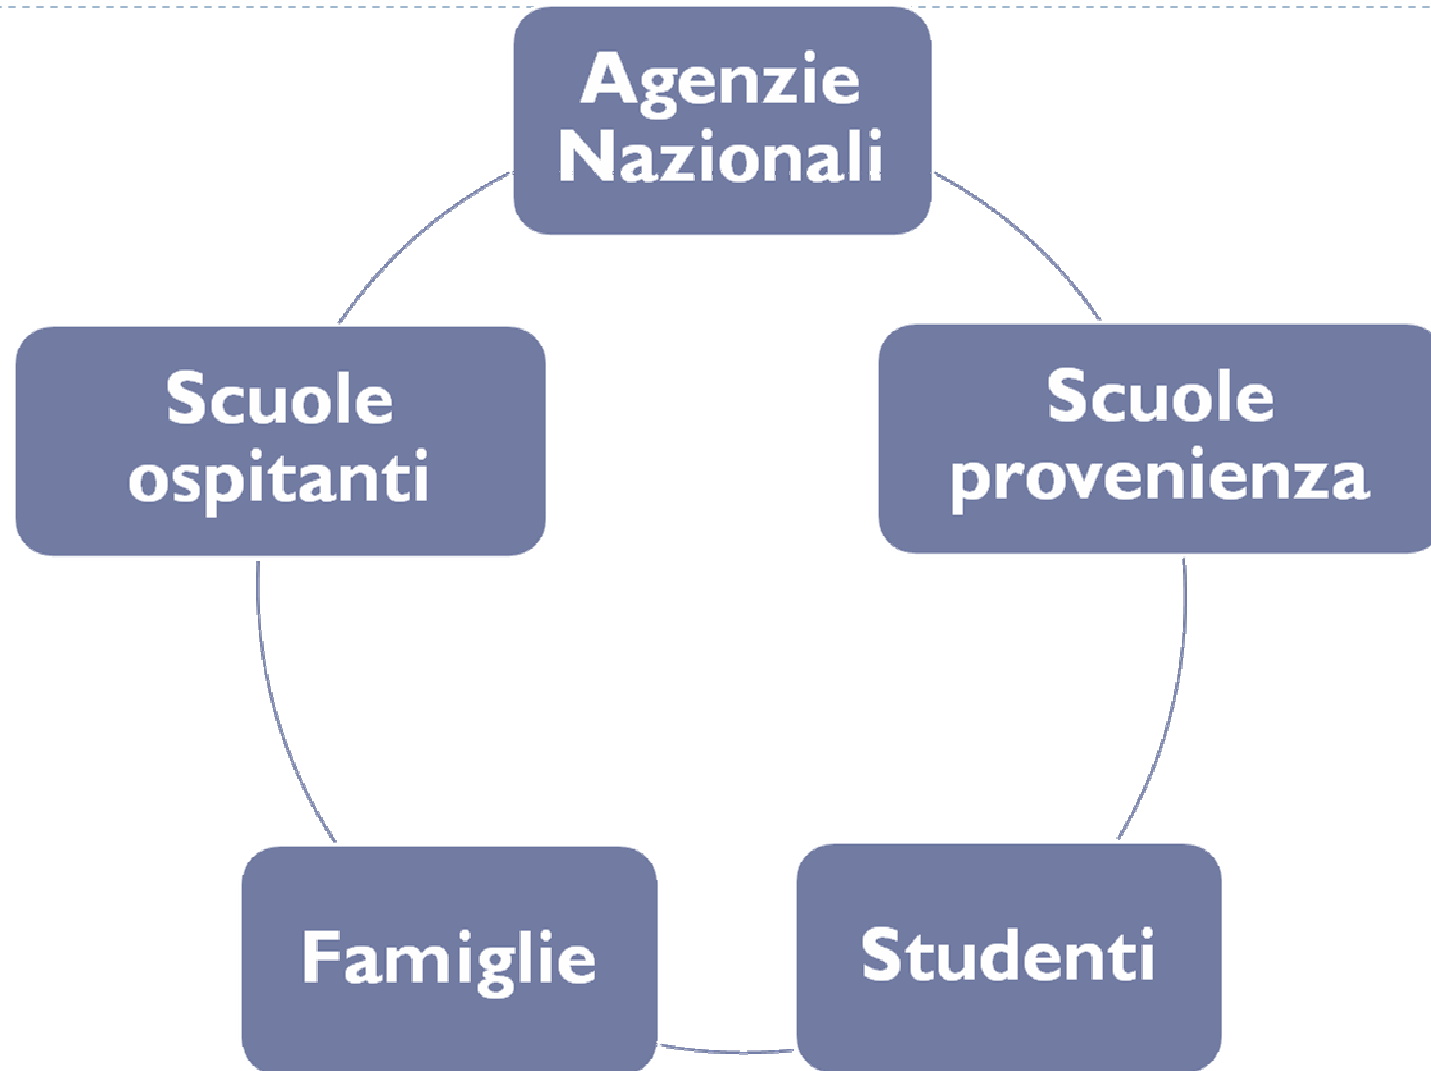 Agenzie
Nazionali
Scuole
ospitanti
Scuole
provenienza
Famiglie
Studenti